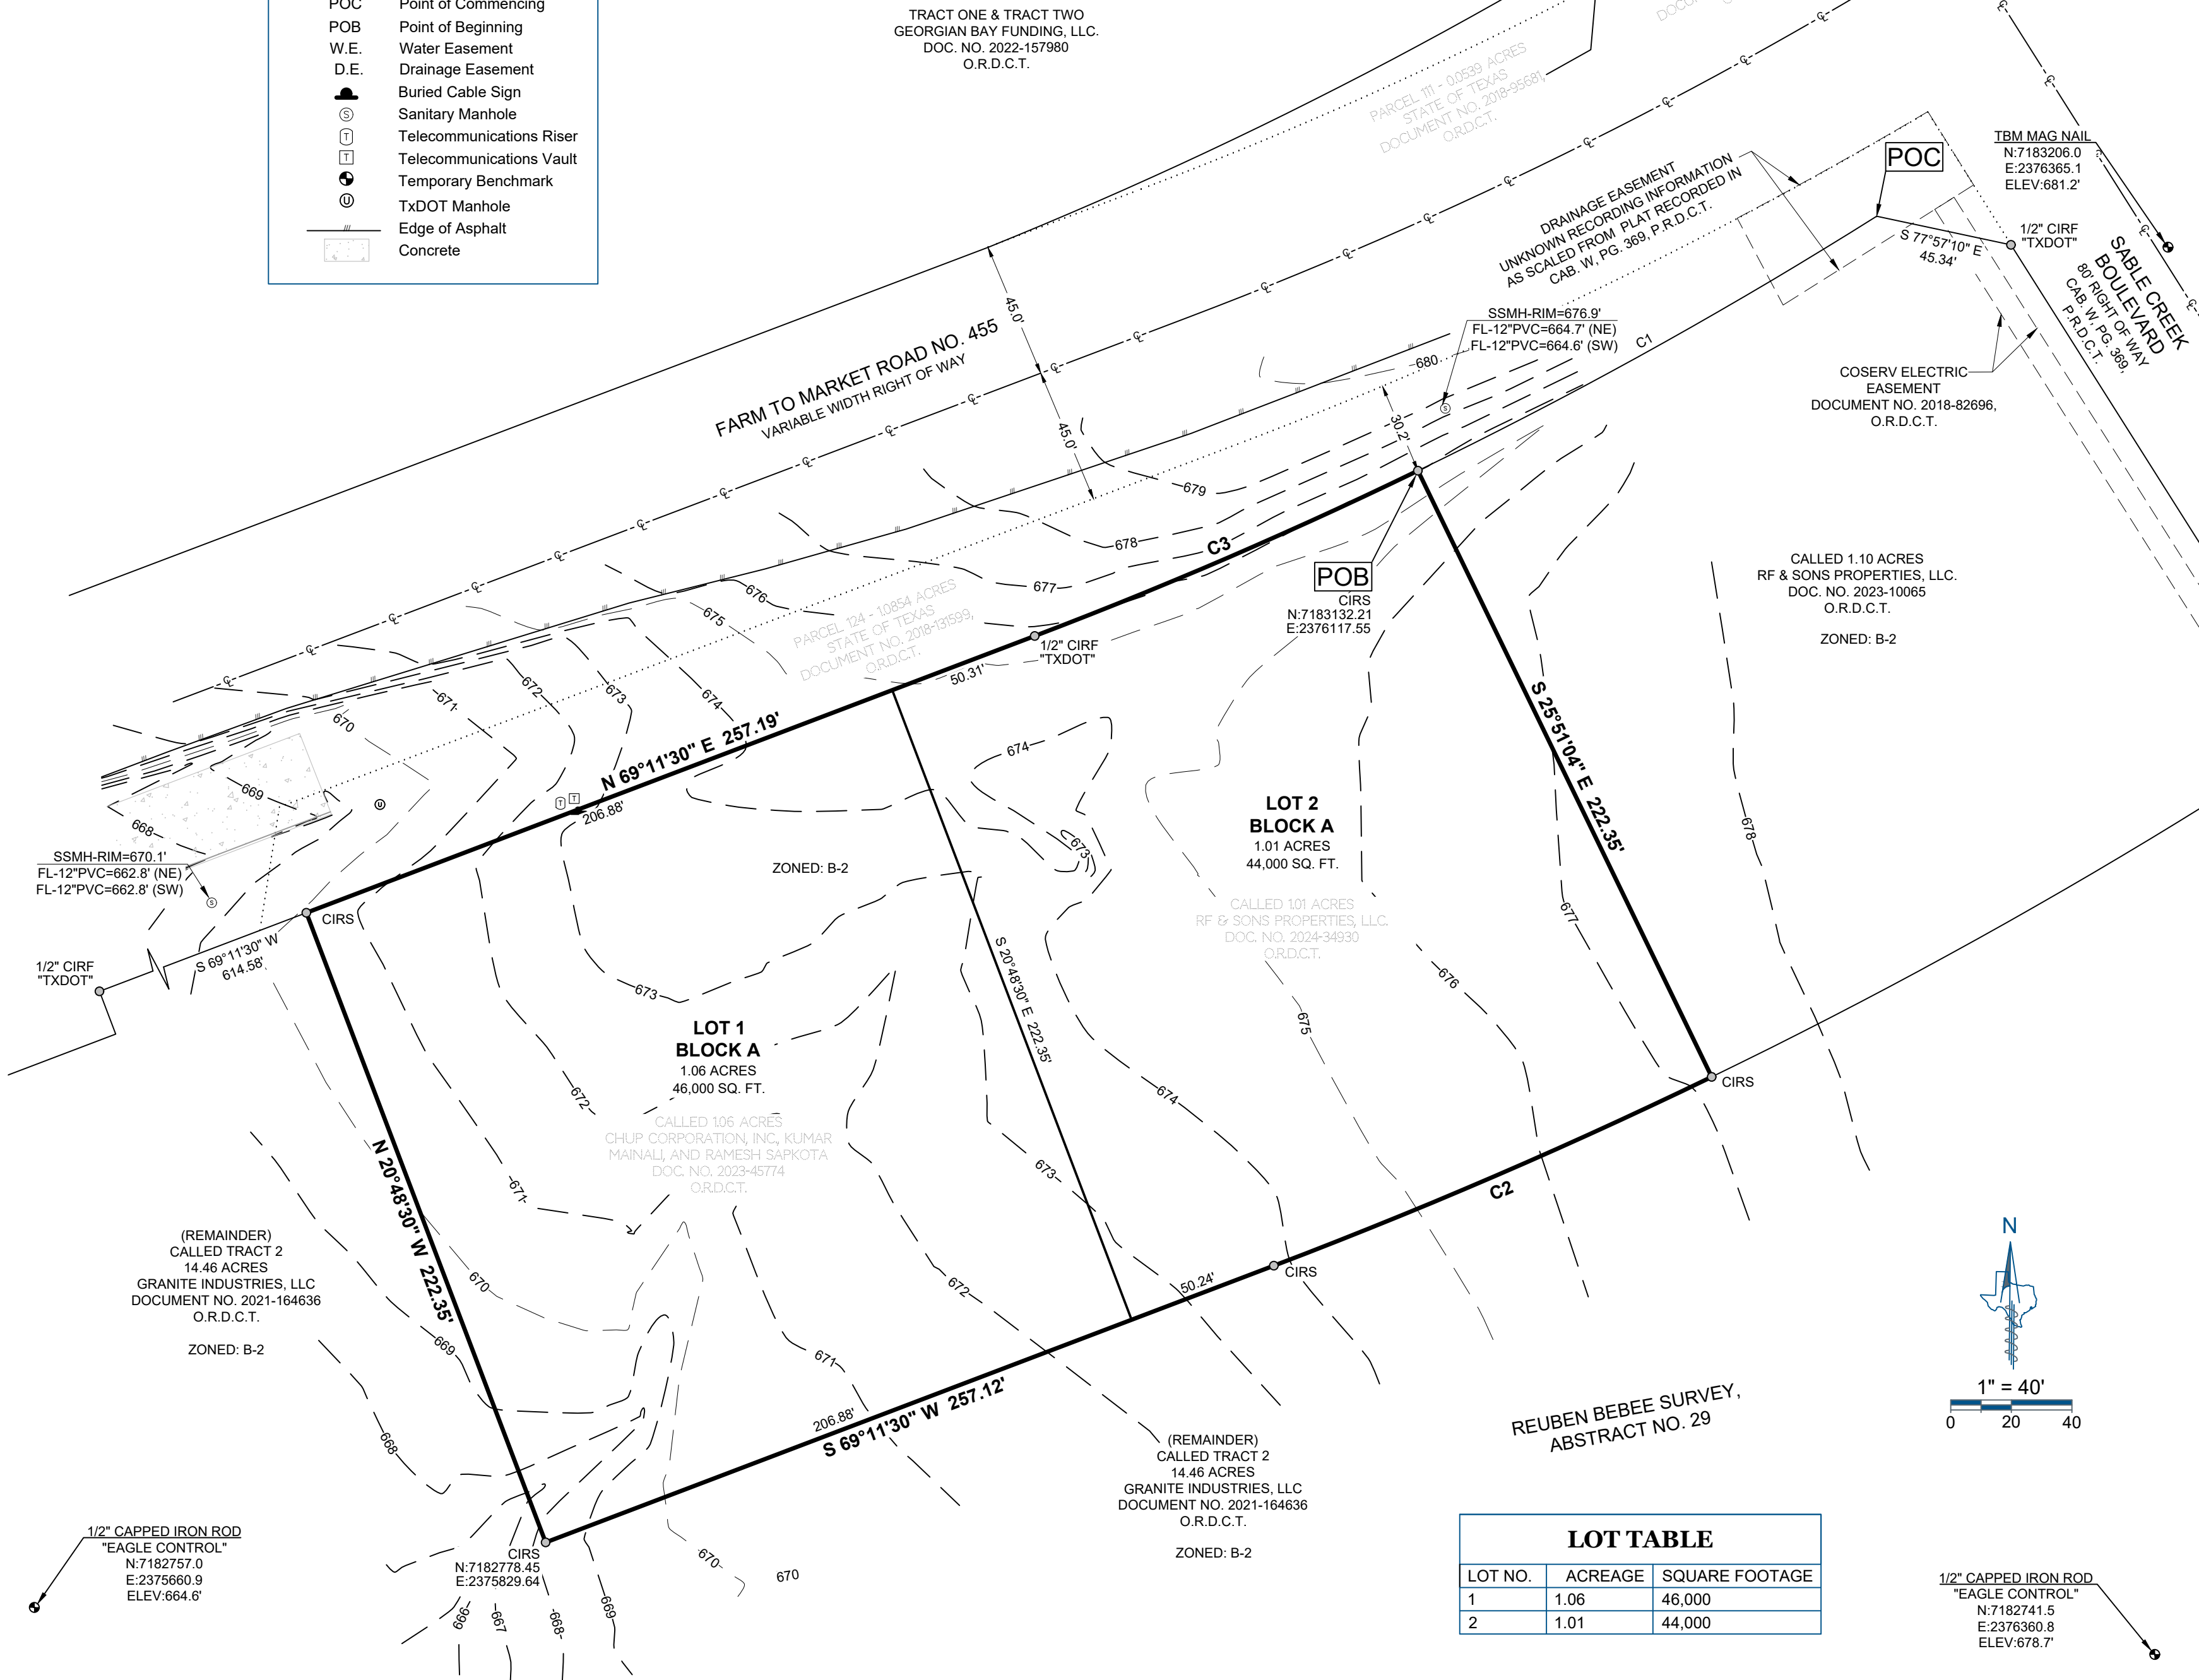 POC Point of Commencing
POB Point of Beginning
W.E. Water Easement
D.E. Drainage Easement
Buried Cable Sign
S Sanitary Manhole
T Telecommunications Riser
T Telecommunications Vault
Temporary Benchmark
U TxDOT Manhole
Edge of Asphalt
Concrete
TRACT ONE & TRACT TWO
GEORGIAN BAY FUNDING, LLC.
DOC. NO. 2022-157980
O.R.D.C.T.
PARCEL 111 - 0.0539 ACRES
STATE OF TEXAS
DOCUMENT NO. 2018-95681,
O.R.D.C.T.
DRAINAGE EASEMENT
UNKNOWN RECORDING INFORMATION
AS SCALED FROM PLAT RECORDED IN
CAB. W, PG. 369, P.R.D.C.T.
POC
TBM MAG NAIL
N:7183206.0
E:2376365.1
ELEV:681.2'
S 77°57'10" E
45.34'
1/2" CIRF
"TXDOT"
SABLE CREEK
BOULEVARD
80' RIGHT OF WAY
CAB. W, PG. 369,
P.R.D.C.T.
COSERV ELECTRIC
EASEMENT
DOCUMENT NO. 2018-82696,
O.R.D.C.T.
FARM TO MARKET ROAD NO. 455
VARIABLE WIDTH RIGHT OF WAY
45.0'
45.0'
30.2'
SSMH-RIM=676.9'
FL-12"PVC=664.7' (NE)
FL-12"PVC=664.6' (SW)
680
C1
679
678
677
676
675
C3
POB
CIRS
N:7183132.21
E:2376117.55
1/2" CIRF
"TXDOT"
50.31'
PARCEL 124 - 1.0854 ACRES
STATE OF TEXAS
DOCUMENT NO. 2018-131599,
O.R.D.C.T.
CALLED 1.10 ACRES
RF & SONS PROPERTIES, LLC.
DOC. NO. 2023-10065
O.R.D.C.T.
ZONED: B-2
674
673
672
671
670
669
668
N 69°11'30" E 257.19'
206.88'
S 25°51'04" E 222.35'
SSMH-RIM=670.1'
FL-12"PVC=662.8' (NE)
FL-12"PVC=662.8' (SW)
CIRS
S 69°11'30" W
614.58'
1/2" CIRF
"TXDOT"
ZONED: B-2
674
673
LOT 2
BLOCK A
1.01 ACRES
44,000 SQ. FT.
CALLED 1.01 ACRES
RF & SONS PROPERTIES, LLC.
DOC. NO. 2024-34930
O.R.D.C.T.
678
677
676
675
674
673
S 20°48'30" E 222.35'
673
LOT 1
BLOCK A
1.06 ACRES
46,000 SQ. FT.
CALLED 1.06 ACRES
CHUP CORPORATION, INC., KUMAR
MAINALI, AND RAMESH SAPKOTA
DOC. NO. 2023-45774
O.R.D.C.T.
672
671
670
669
668
N 20°48'30" W 222.35'
CIRS
C2
CIRS
50.24'
672
671
206.88'
S 69°11'30" W 257.12'
(REMAINDER)
CALLED TRACT 2
14.46 ACRES
GRANITE INDUSTRIES, LLC
DOCUMENT NO. 2021-164636
O.R.D.C.T.
ZONED: B-2
(REMAINDER)
CALLED TRACT 2
14.46 ACRES
GRANITE INDUSTRIES, LLC
DOCUMENT NO. 2021-164636
O.R.D.C.T.
ZONED: B-2
REUBEN BEBEE SURVEY,
ABSTRACT NO. 29
N
1" = 40'
0 20 40
1/2" CAPPED IRON ROD
"EAGLE CONTROL"
N:7182757.0
E:2375660.9
ELEV:664.6'
CIRS
N:7182778.45
E:2375829.64
670
670
666
667
668
669
LOT TABLE
LOT NO. ACREAGE SQUARE FOOTAGE
1 1.06 46,000
2 1.01 44,000
1/2" CAPPED IRON ROD
"EAGLE CONTROL"
N:7182741.5
E:2376360.8
ELEV:678.7'